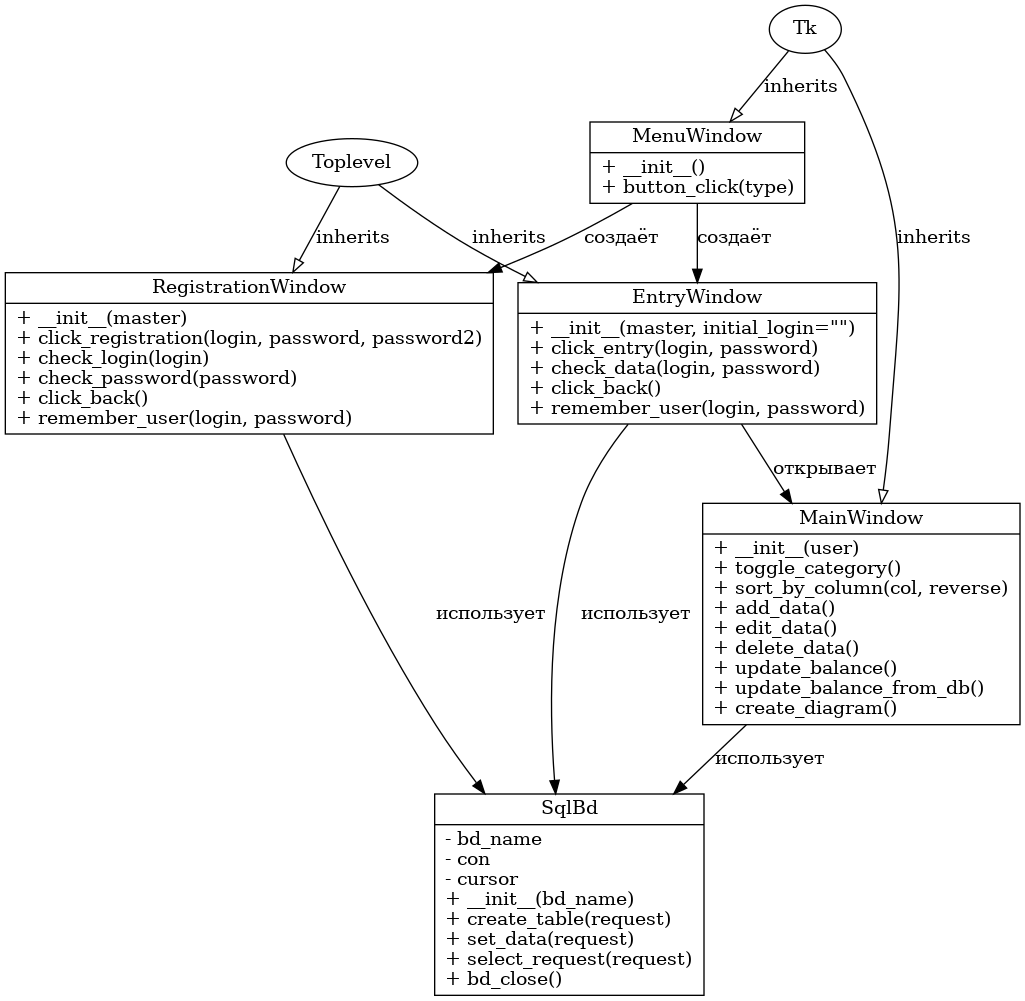 Tk
inherits
MenuWindow
+ __init__()
+ button_click(type)
Toplevel
inherits
inherits
создаёт
создаёт
inherits
RegistrationWindow
+ __init__(master)
+ click_registration(login, password, password2)
+ check_login(login)
+ check_password(password)
+ click_back()
+ remember_user(login, password)
EntryWindow
+ __init__(master, initial_login="")
+ click_entry(login, password)
+ check_data(login, password)
+ click_back()
+ remember_user(login, password)
открывает
MainWindow
+ __init__(user)
+ toggle_category()
+ sort_by_column(col, reverse)
+ add_data()
+ edit_data()
+ delete_data()
+ update_balance()
+ update_balance_from_db()
+ create_diagram()
использует
использует
использует
SqlBd
- bd_name
- con
- cursor
+ __init__(bd_name)
+ create_table(request)
+ set_data(request)
+ select_request(request)
+ bd_close()